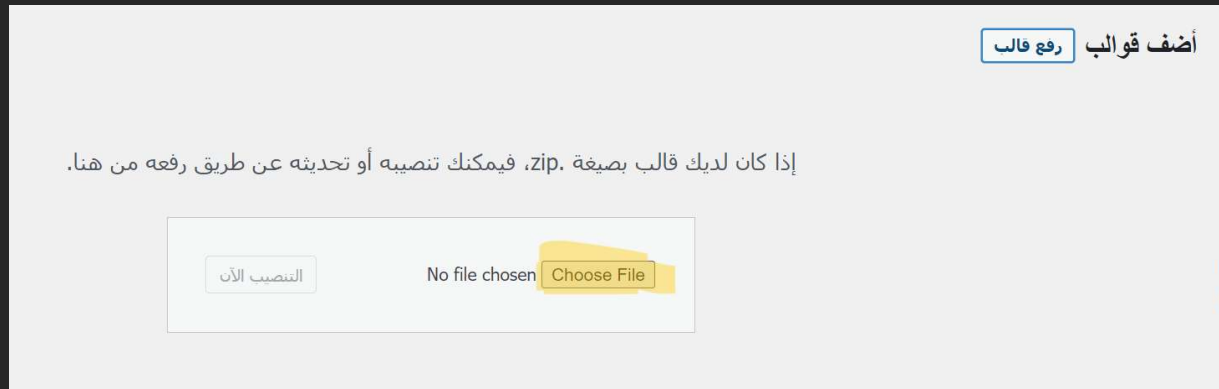 أضف قوالب رفع قالب
إذا كان لديك قالب بصيغة .zip، فيمكنك تنصيبه أو تحديثه عن طريق رفعه من هنا.
Choose File No file chosen التنصيب الآن